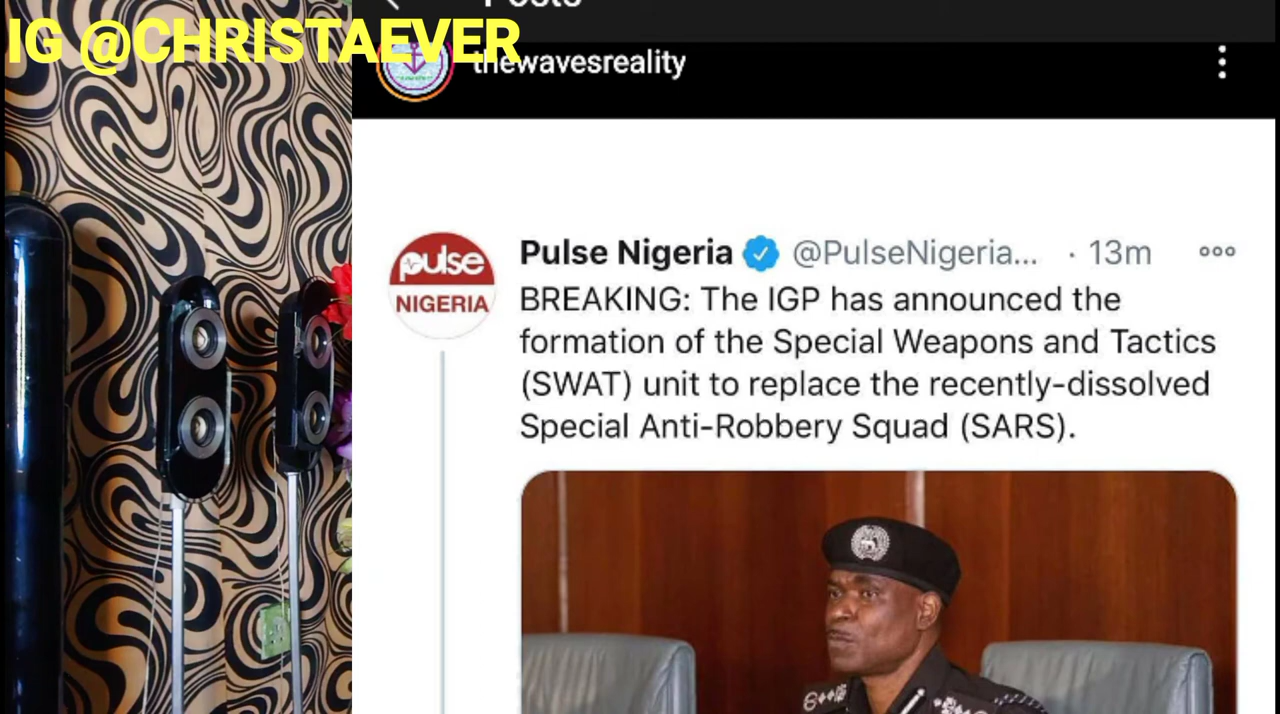 Posts
IG @CHRISTAEVER
thewavesreality
pulse
NIGERIA
Pulse Nigeria @PulseNigeria... · 13m
BREAKING: The IGP has announced the
formation of the Special Weapons and Tactics
(SWAT) unit to replace the recently-dissolved
Special Anti-Robbery Squad (SARS).